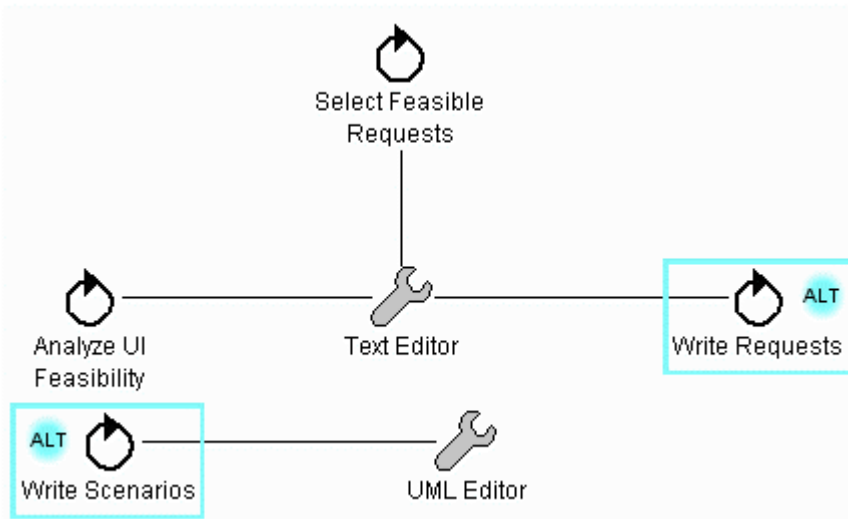 Select Feasible
Requests
ALT
Analyze UI
Feasibility
Text Editor
Write Requests
ALT
Write Scenarios
UML Editor